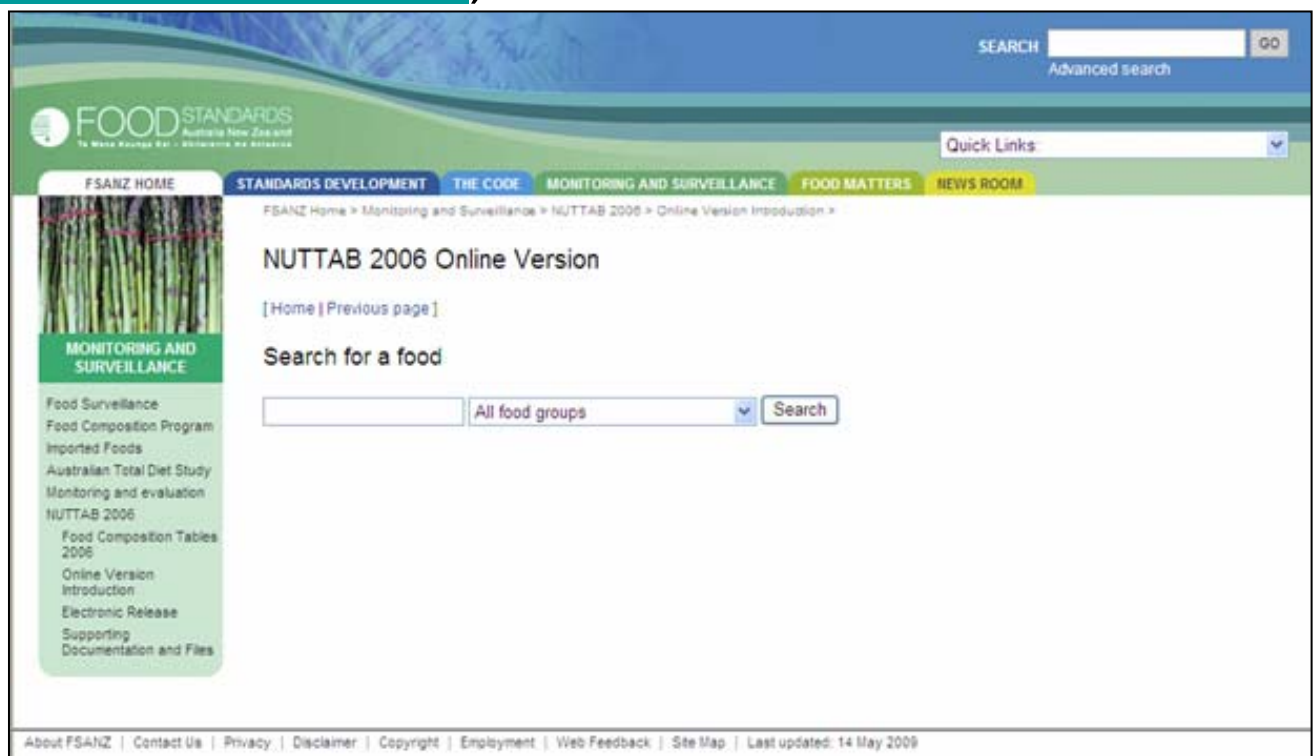 SEARCH GO
Advanced search
FOOD STANDARDS
Australia New Zealand
Quick Links:
FSANZ HOME STANDARDS DEVELOPMENT THE CODE MONITORING AND SURVEILLANCE FOOD MATTERS NEWS ROOM
FSANZ Home > Monitoring and Surveillance > NUTTAB 2006 > Online Version Introduction >
NUTTAB 2006 Online Version
[ Home | Previous page ]
MONITORING AND
SURVEILLANCE
Search for a food
All food groups Search
Food Surveillance
Food Composition Program
Imported Foods
Australian Total Diet Study
Monitoring and evaluation
NUTTAB 2006
Food Composition Tables
2006
Online Version
Introduction
Electronic Release
Supporting
Documentation and Files
About FSANZ | Contact Us | Privacy | Disclaimer | Copyright | Employment | Web Feedback | Site Map | Last updated: 14 May 2009